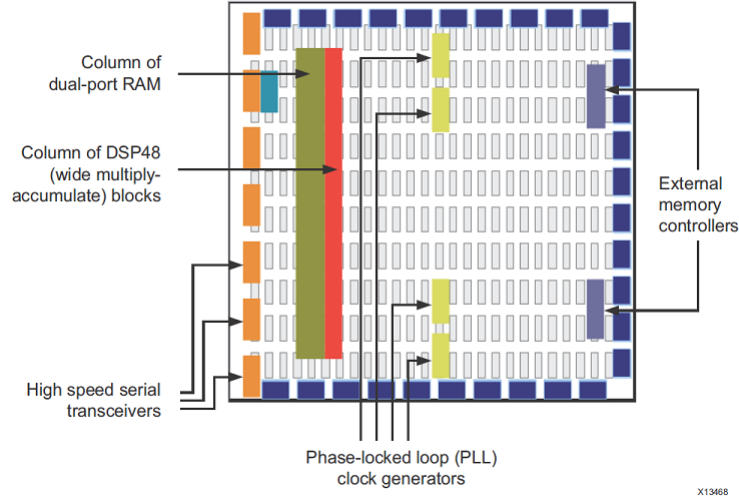 Column of
dual-port RAM
Column of DSP48
(wide multiply-
accumulate) blocks
External
memory
controllers
High speed serial
transceivers
Phase-locked loop (PLL)
clock generators
X13468